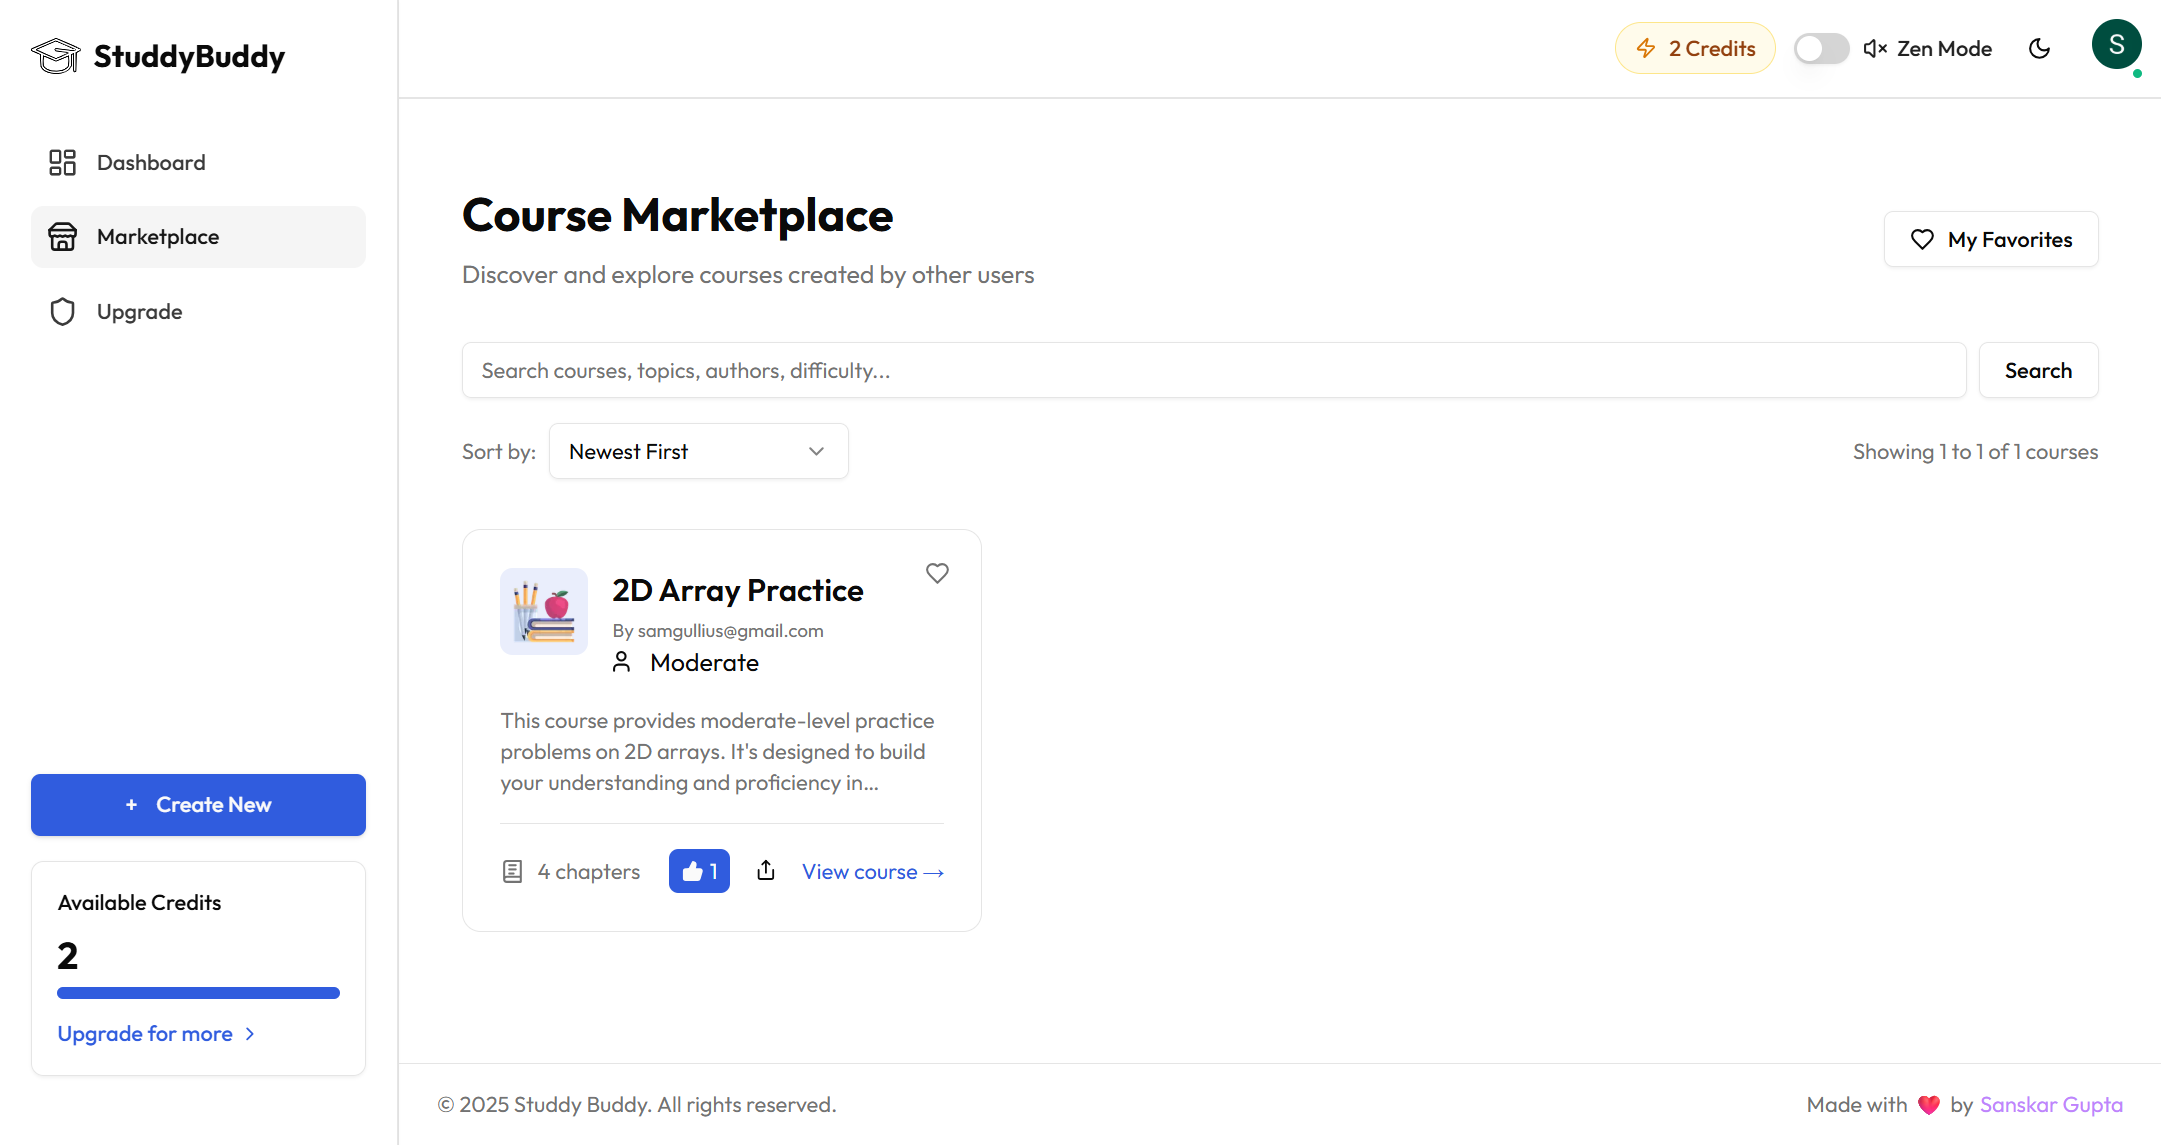 StuddyBuddy
Dashboard
Marketplace
Upgrade
+ Create New
Available Credits
2
Upgrade for more
2 Credits
Zen Mode
S
Course Marketplace
Discover and explore courses created by other users
My Favorites
Search courses, topics, authors, difficulty...
Search
Sort by:
Newest First
Showing 1 to 1 of 1 courses
2D Array Practice
By samgullius@gmail.com
Moderate
This course provides moderate-level practice
problems on 2D arrays. It's designed to build
your understanding and proficiency in...
4 chapters
1
View course →
© 2025 Studdy Buddy. All rights reserved.
Made with ❤️ by Sanskar Gupta